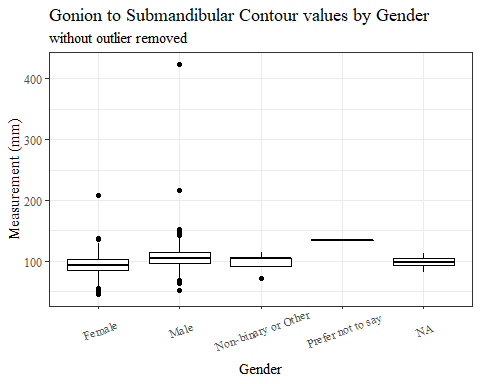 Gonion to Submandibular Contour values by Gender
without outlier removed
Measurement (mm)
400
300
200
100
Female
Male
Non-binary or Other
Prefer not to say
NA
Gender